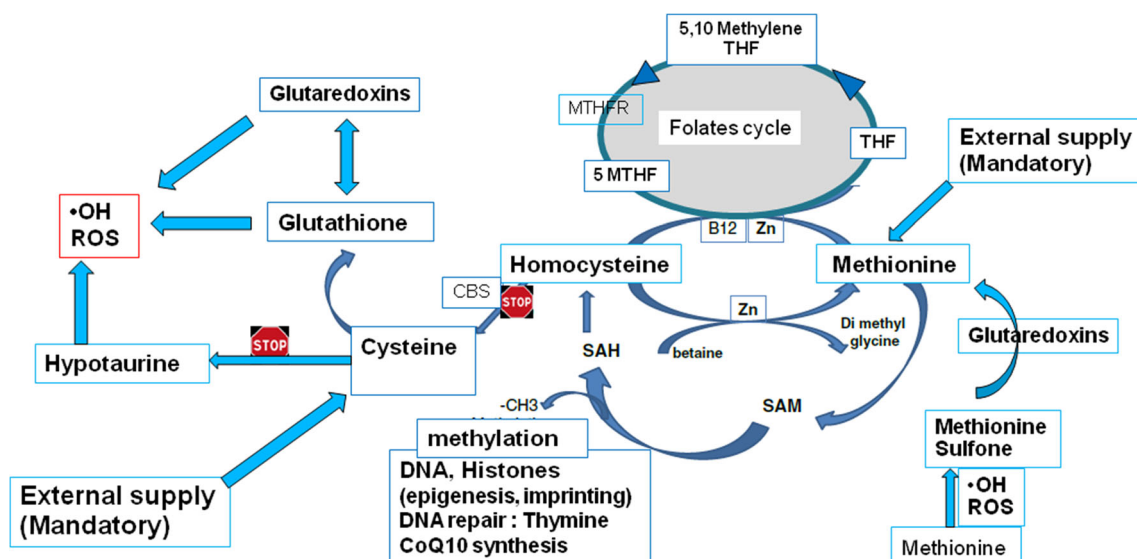 5,10 Methylene
THF
Glutaredoxins
MTHFR
Folates cycle
THF
External supply
(Mandatory)
5 MTHF
•OH
ROS
Glutathione
B12
Zn
Homocysteine
Methionine
CBS
STOP
Zn
Di methyl
glycine
Glutaredoxins
STOP
Hypotaurine
Cysteine
SAH
betaine
-CH3
SAM
methylation
Methionine
Sulfone
DNA, Histones
(epigenesis, imprinting)
DNA repair : Thymine
CoQ10 synthesis
External supply
(Mandatory)
•OH
ROS
Methionine